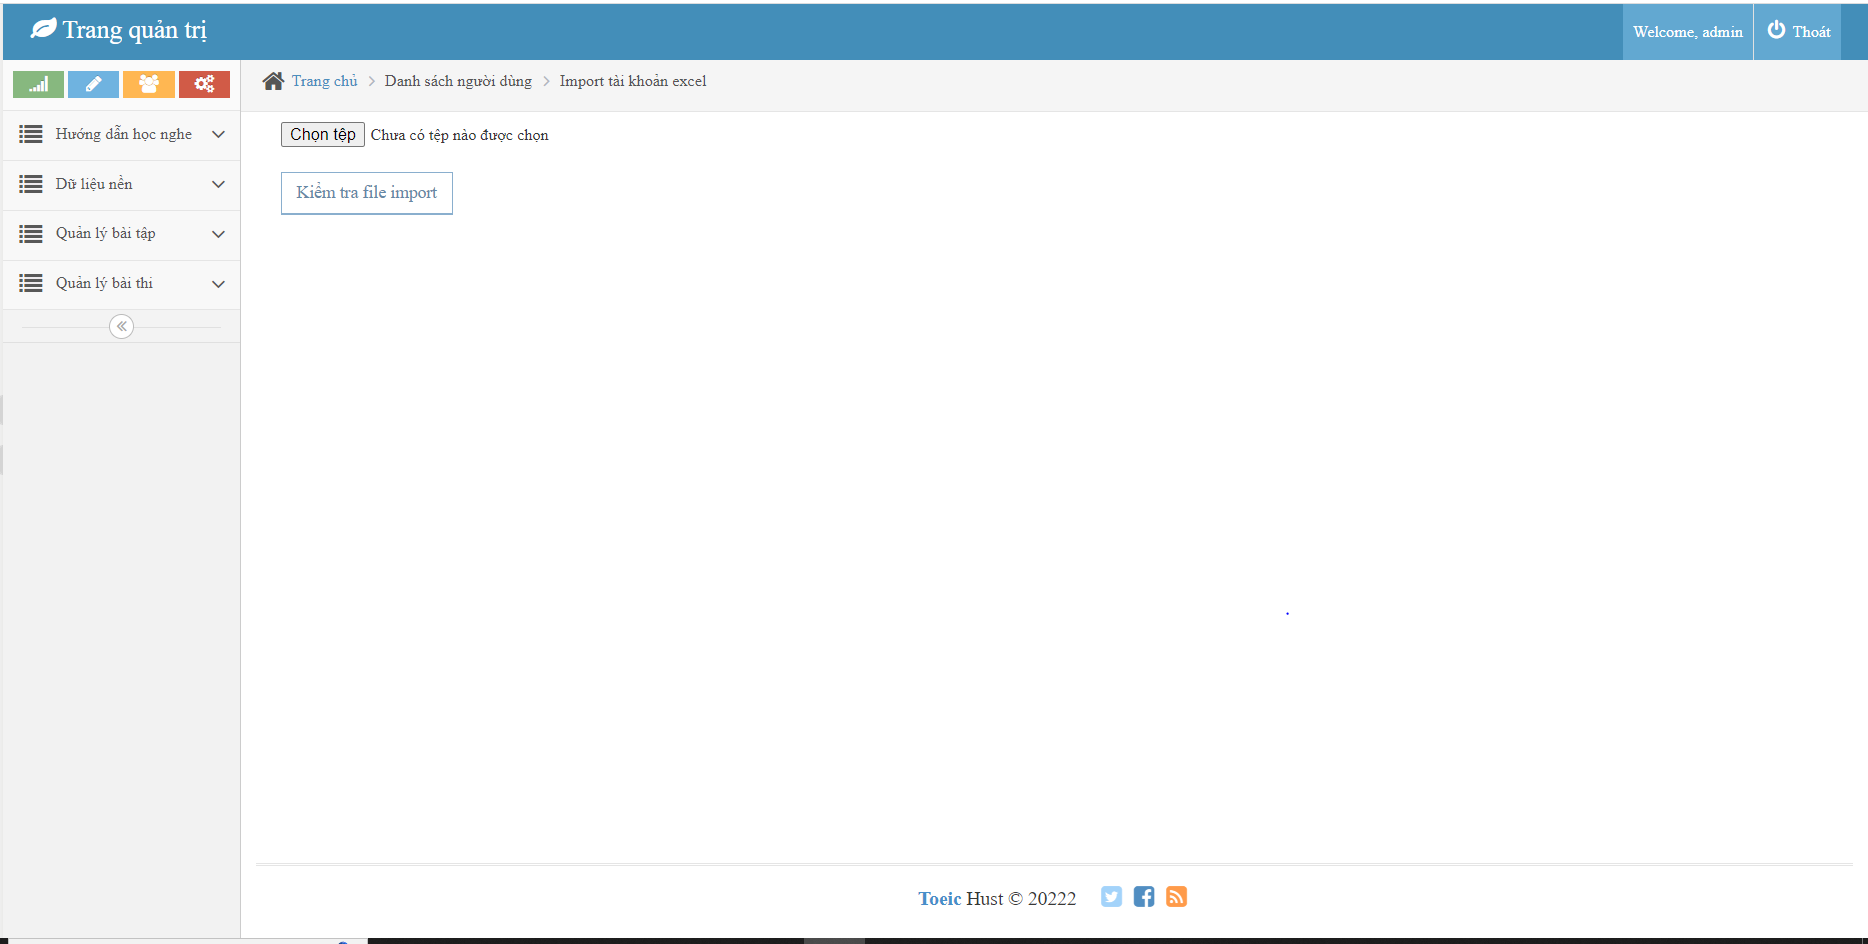 Trang quản trị
Welcome, admin
Thoát
Trang chủ > Danh sách người dùng > Import tài khoản excel
Hướng dẫn học nghe
Dữ liệu nền
Quản lý bài tập
Quản lý bài thi
Chọn tệp Chưa có tệp nào được chọn
Kiểm tra file import
Toeic Hust © 20222